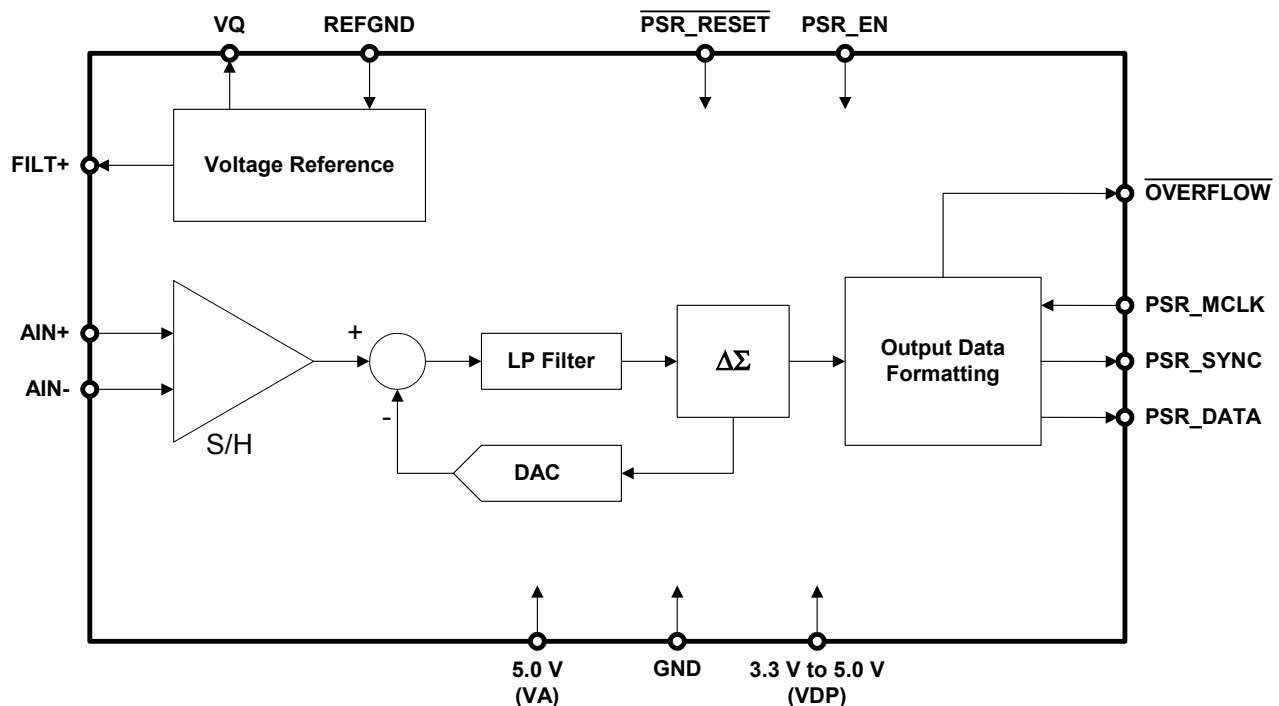 VQ
REFGND
PSR_RESET
PSR_EN
FILT+
Voltage Reference
OVERFLOW
AIN+
AIN-
S/H
+
-
LP Filter
ΔΣ
DAC
Output Data
Formatting
PSR_MCLK
PSR_SYNC
PSR_DATA
5.0 V
(VA)
GND
3.3 V to 5.0 V
(VDP)